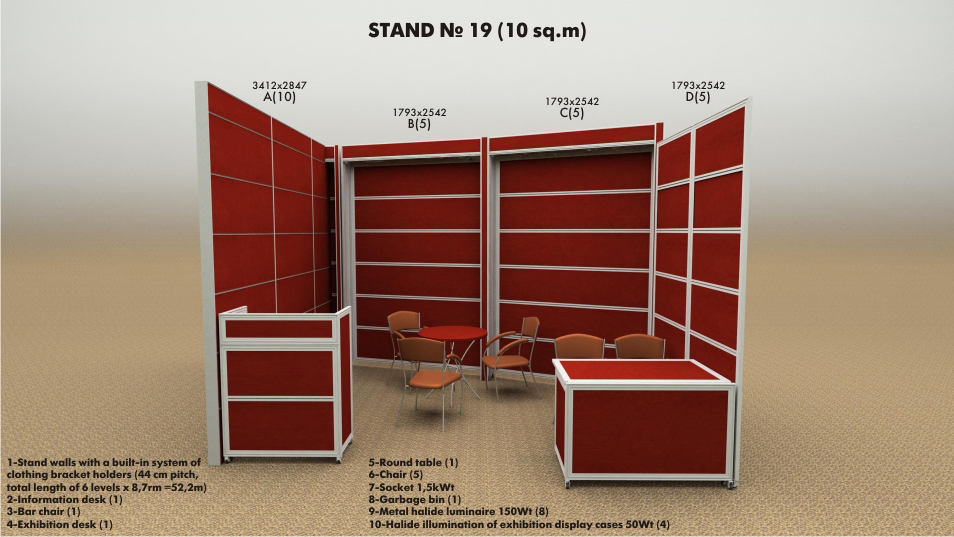 STAND № 19 (10 sq.m)
3412x2847
A(10)
1793x2542
B(5)
1793x2542
C(5)
1793x2542
D(5)
1-Stand walls with a built-in system of
clothing bracket holders (44 cm pitch,
total length of 6 levels x 8,7rm =52,2m)
2-Information desk (1)
3-Bar chair (1)
4-Exhibition desk (1)
5-Round table (1)
6-Chair (5)
7-Socket 1,5kWt
8-Garbage bin (1)
9-Metal halide luminaire 150Wt (8)
10-Halide illumination of exhibition display cases 50Wt (4)